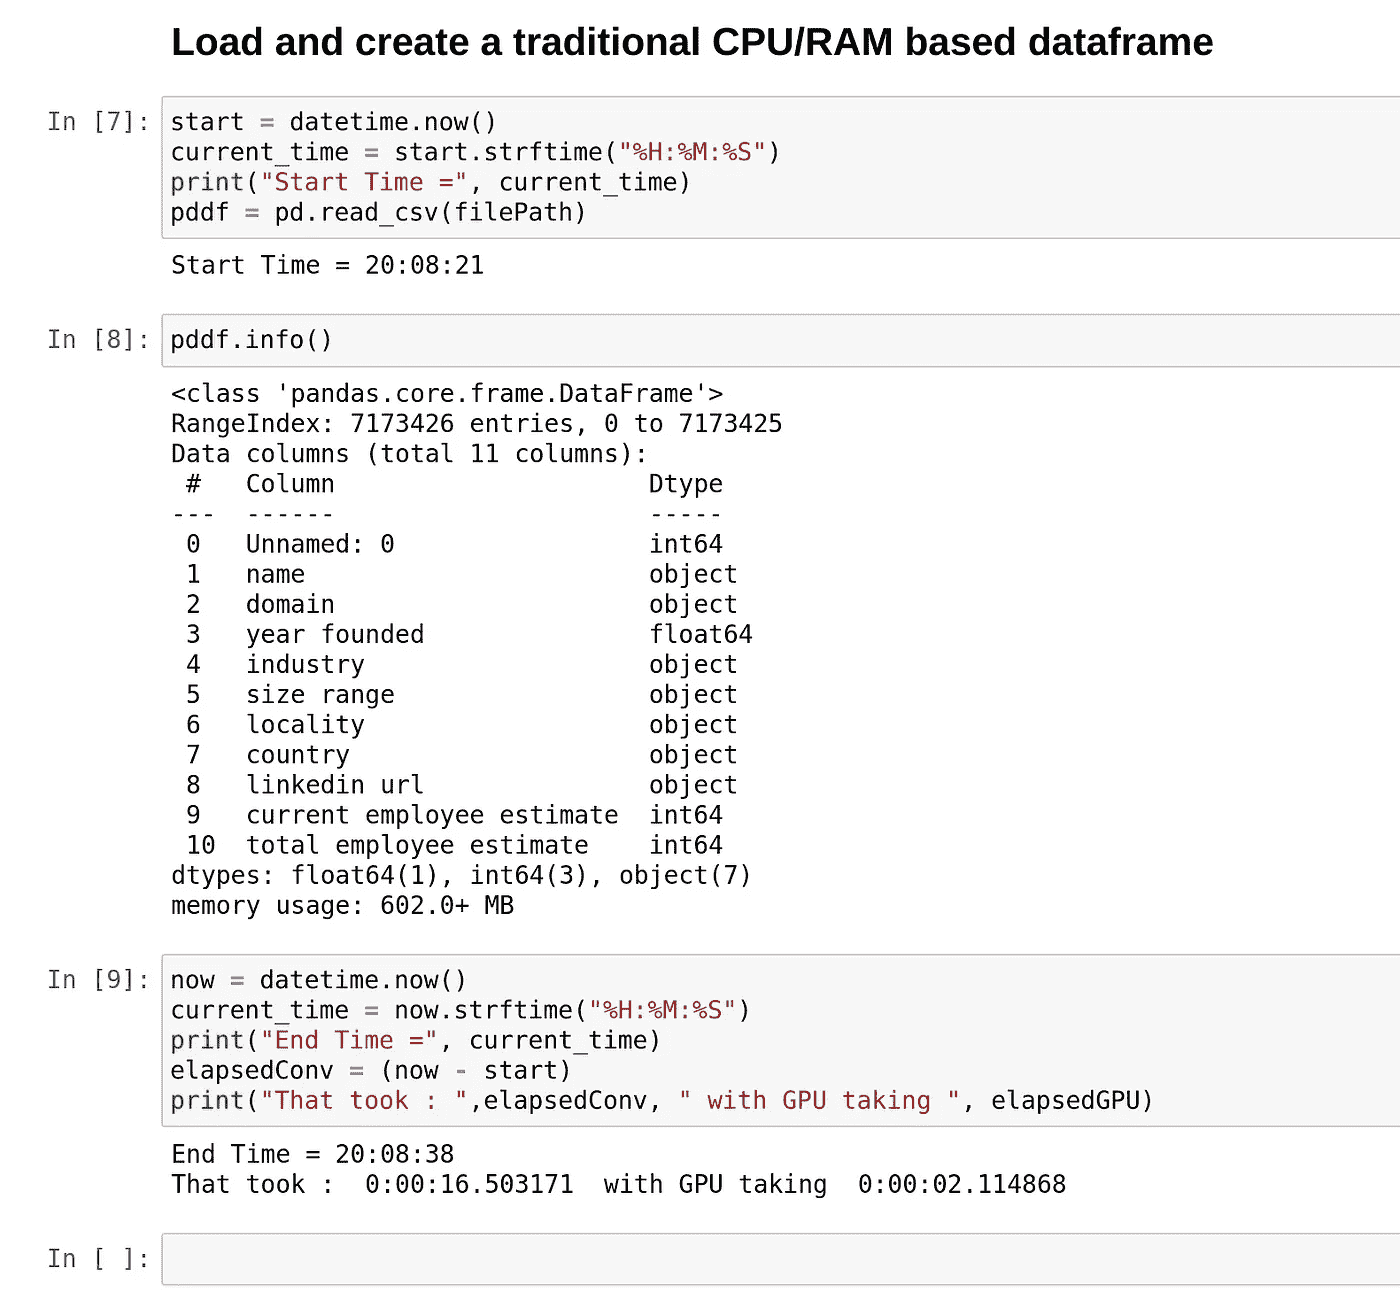 Load and create a traditional CPU/RAM based dataframe
In [7]:
start = datetime.now()
current_time = start.strftime("%H:%M:%S")
print("Start Time =", current_time)
pddf = pd.read_csv(filePath)
Start Time = 20:08:21
In [8]:
pddf.info()
<class 'pandas.core.frame.DataFrame'>
RangeIndex: 7173426 entries, 0 to 7173425
Data columns (total 11 columns):
 #   Column                     Dtype
---  ------                     -----
 0   Unnamed: 0                 int64
 1   name                       object
 2   domain                     object
 3   year founded               float64
 4   industry                   object
 5   size range                 object
 6   locality                   object
 7   country                    object
 8   linkedin url               object
 9   current employee estimate  int64
 10  total employee estimate    int64
dtypes: float64(1), int64(3), object(7)
memory usage: 602.0+ MB
In [9]:
now = datetime.now()
current_time = now.strftime("%H:%M:%S")
print("End Time =", current_time)
elapsedConv = (now - start)
print("That took : ",elapsedConv, " with GPU taking ", elapsedGPU)
End Time = 20:08:38
That took :  0:00:16.503171  with GPU taking  0:00:02.114868
In [ ]: